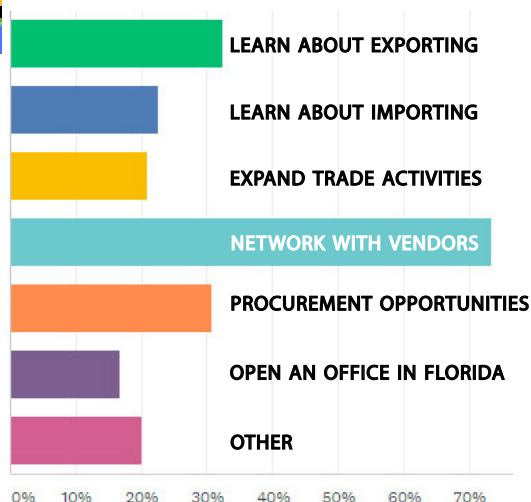 LEARN ABOUT EXPORTING
LEARN ABOUT IMPORTING
EXPAND TRADE ACTIVITIES
NETWORK WITH VENDORS
PROCUREMENT OPPORTUNITIES
OPEN AN OFFICE IN FLORIDA
OTHER
0% 10% 20% 30% 40% 50% 60% 70%